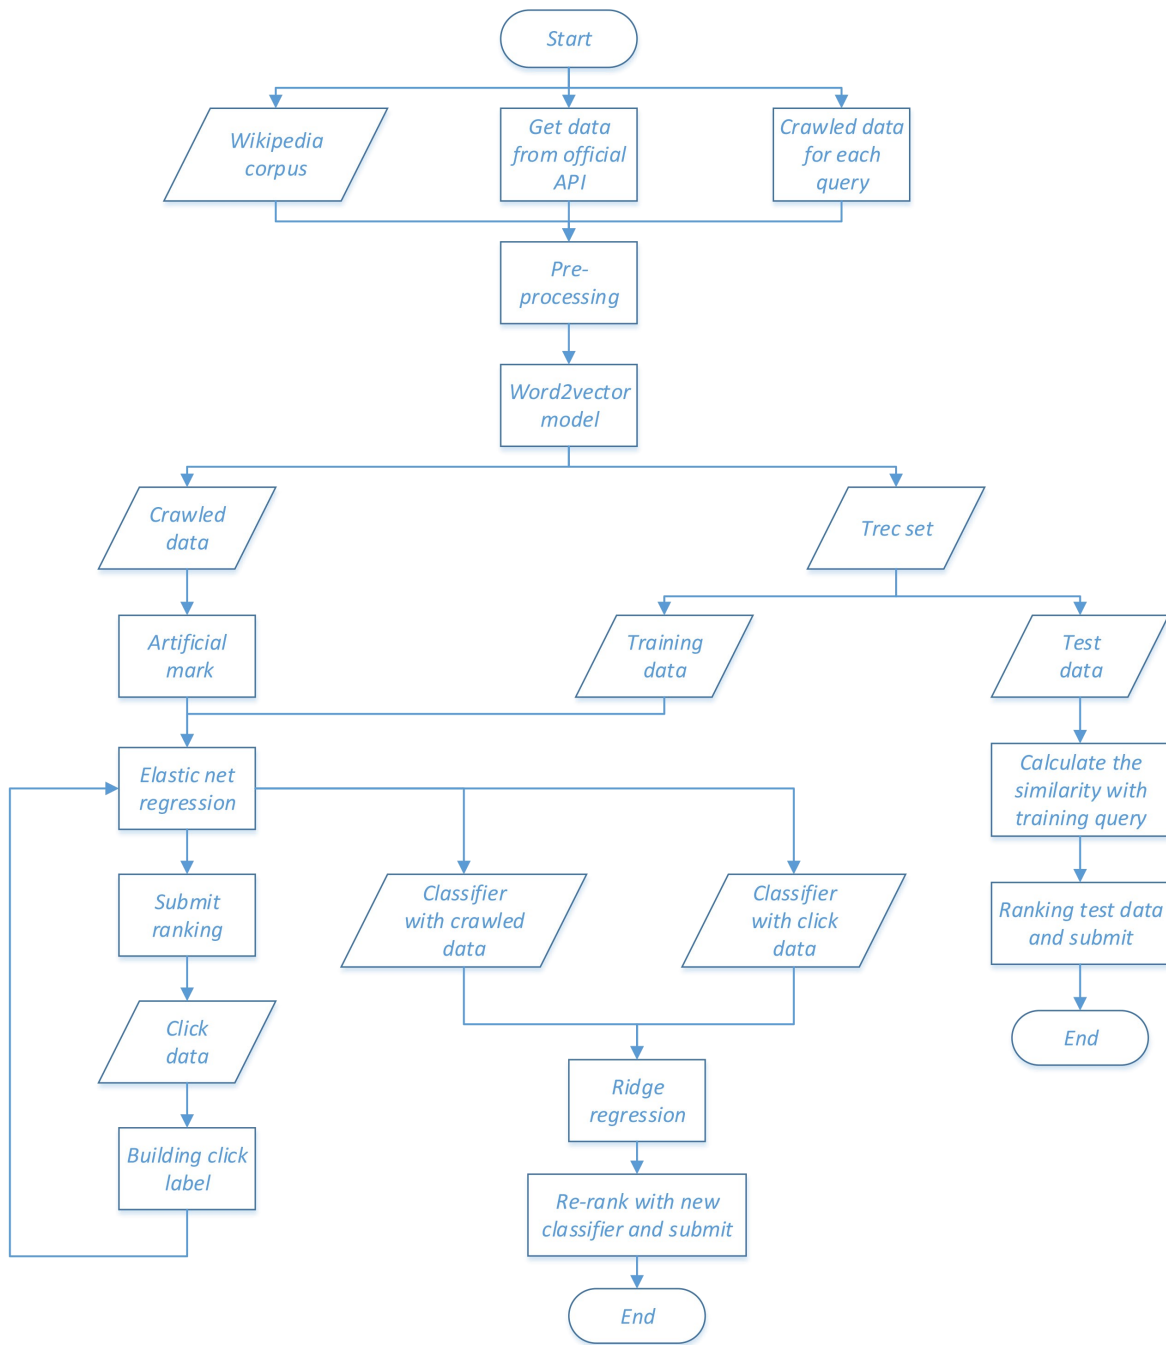 Start
Wikipedia
corpus
Get data
from official
API
Crawled data
for each
query
Pre-
processing
Word2vector
model
Crawled
data
Trec set
Artificial
mark
Training
data
Test
data
Elastic net
regression
Calculate the
similarity with
training query
Submit
ranking
Classifier
with crawled
data
Classifier
with click
data
Ranking test data
and submit
Click
data
End
Ridge
regression
Building click
label
Re-rank with new
classifier and submit
End